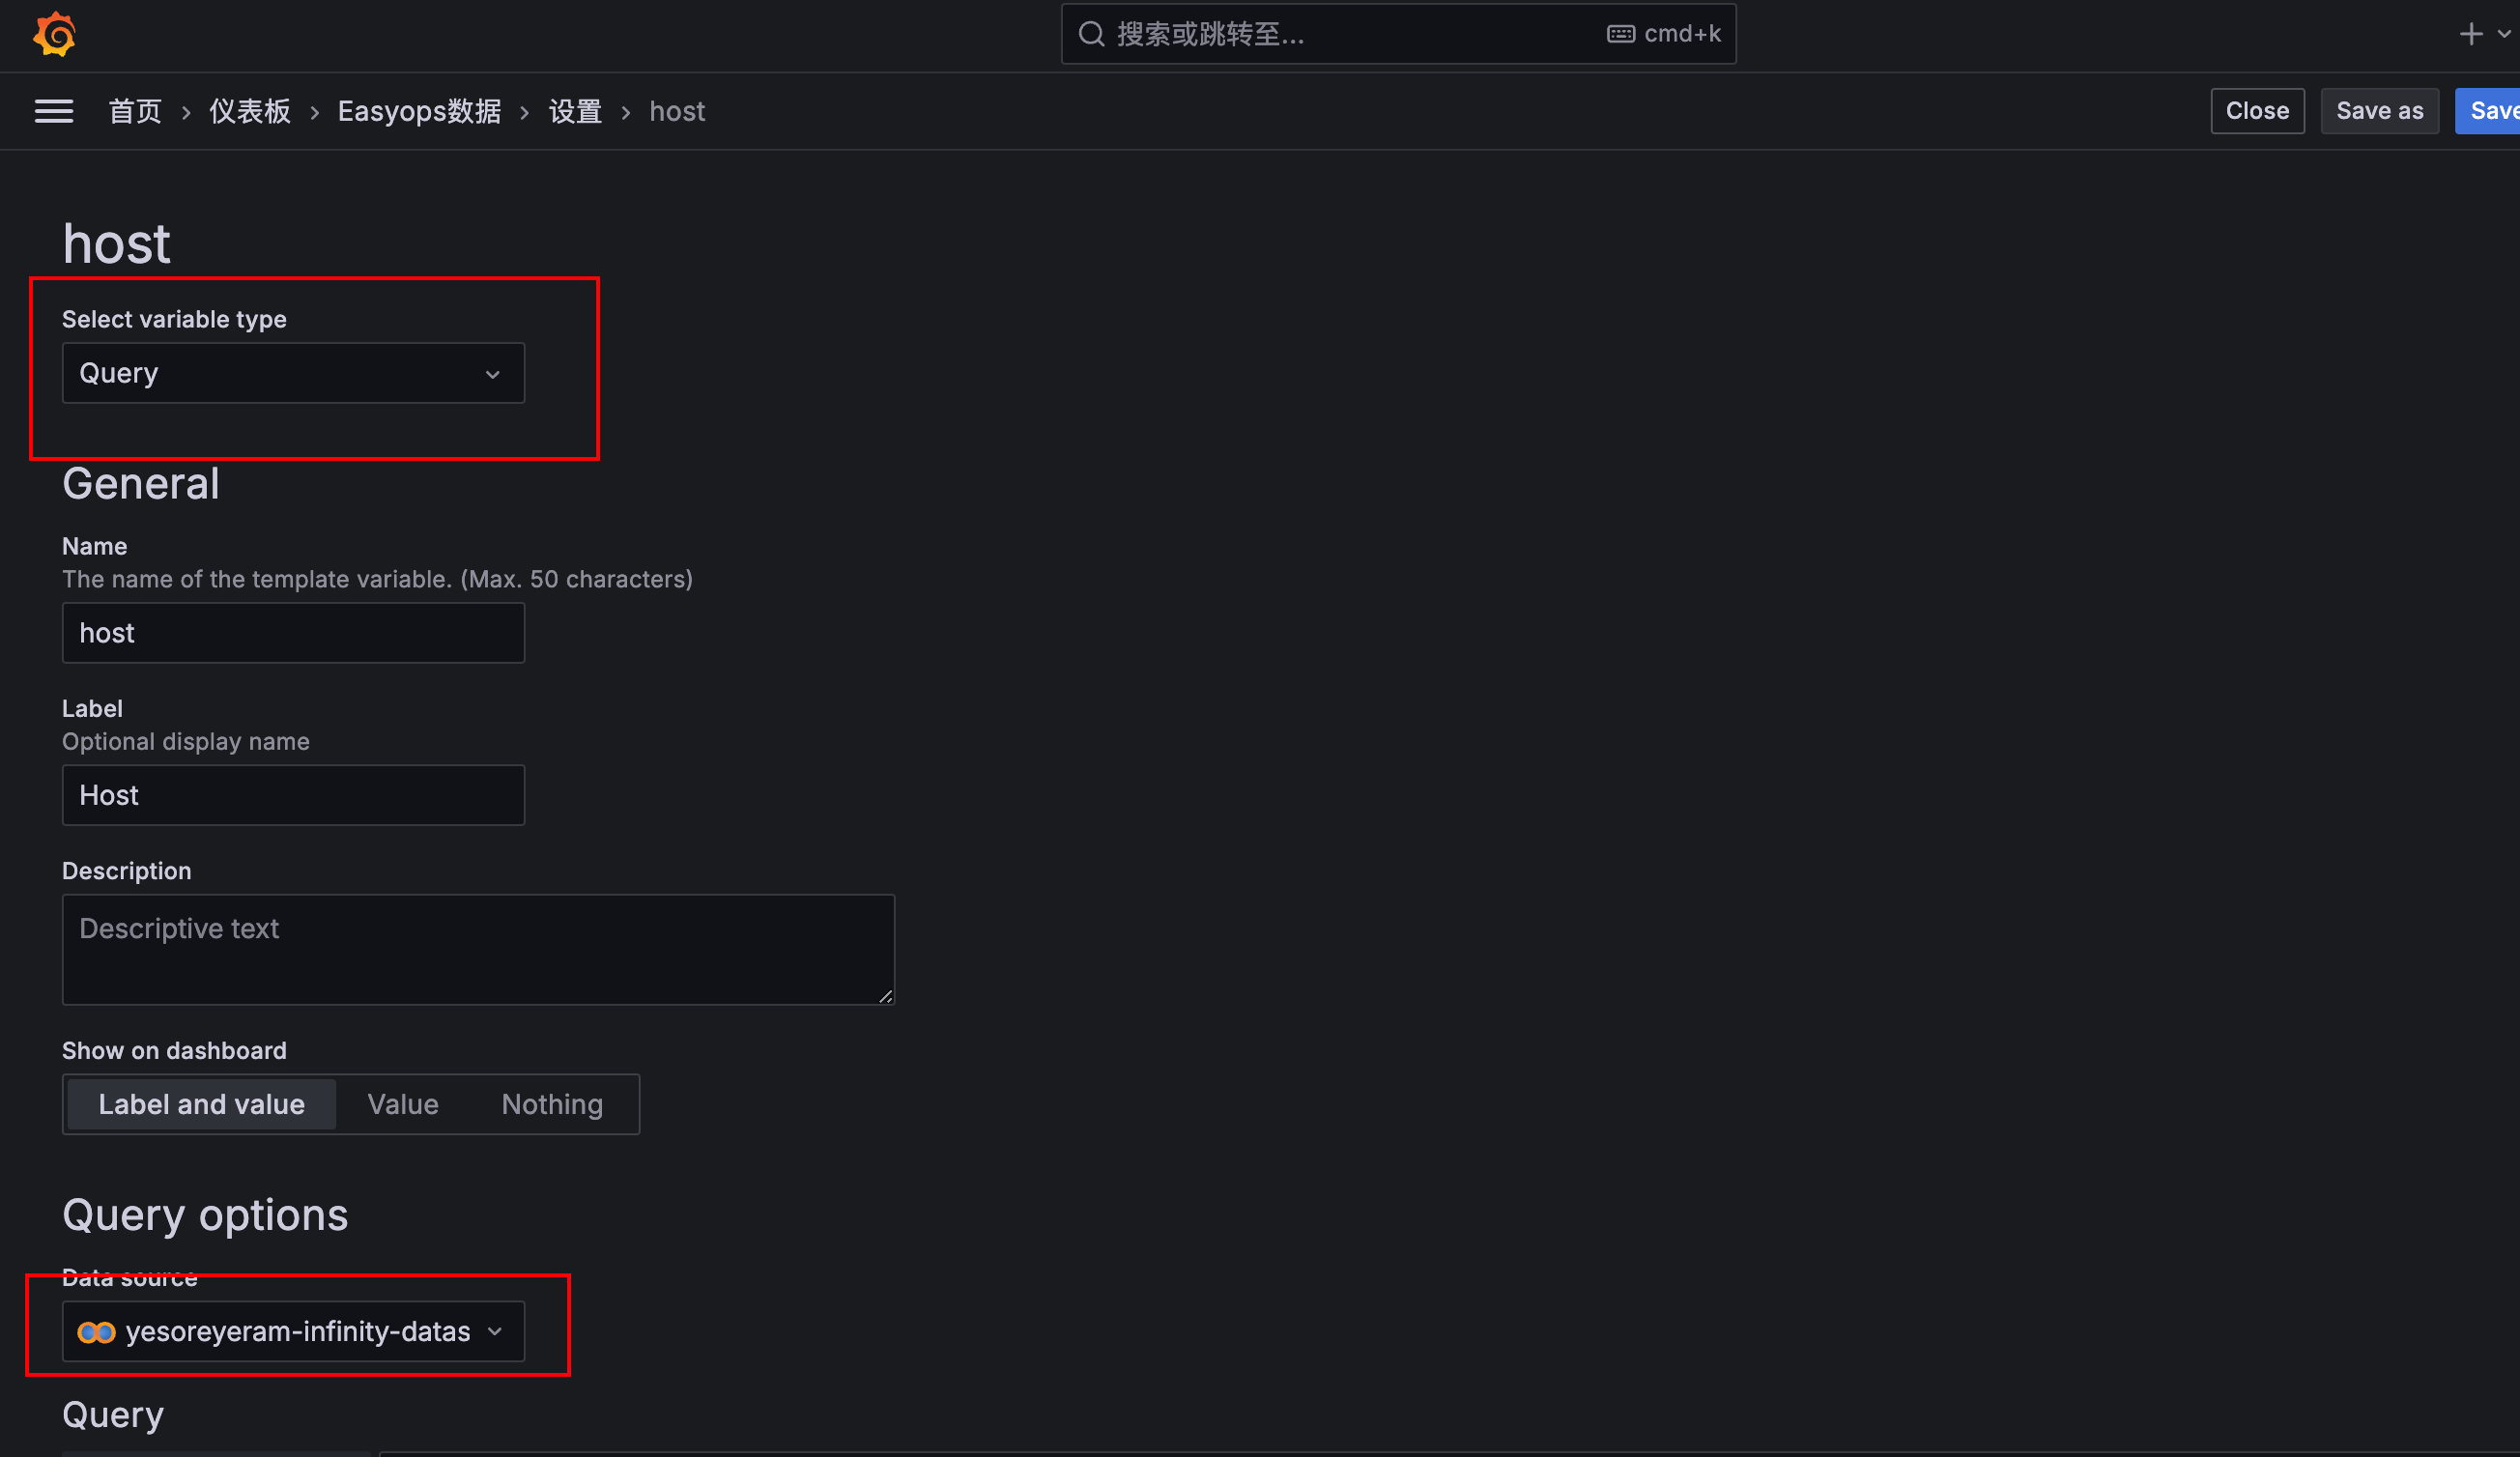 搜索或跳转至... cmd+k
首页 › 仪表板 › Easyops数据 › 设置 › host Close Save as Save
host
Select variable type
Query
General
Name
The name of the template variable. (Max. 50 characters)
host
Label
Optional display name
Host
Description
Descriptive text
Show on dashboard
Label and value Value Nothing
Query options
Data source
yesoreyeram-infinity-datas
Query